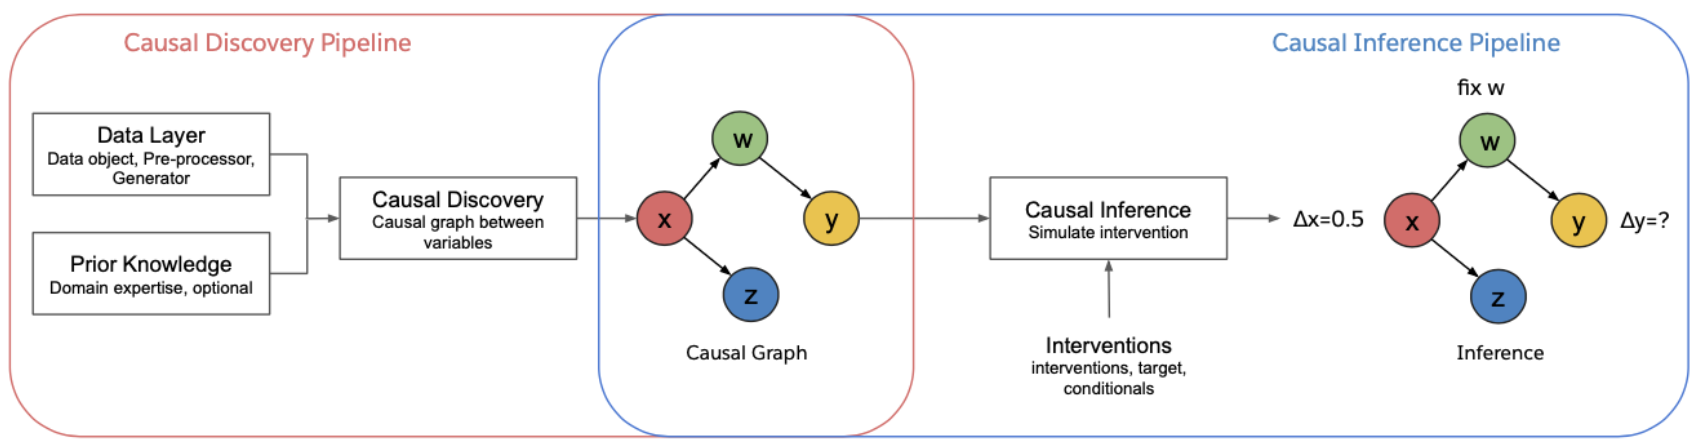 Causal Discovery Pipeline
Causal Inference Pipeline
Data Layer
Data object, Pre-processor,
Generator
Prior Knowledge
Domain expertise, optional
Causal Discovery
Causal graph between
variables
w
x
y
z
Causal Graph
Causal Inference
Simulate intervention
Interventions
interventions, target,
conditionals
fix w
w
Δx=0.5
x
y
Δy=?
z
Inference